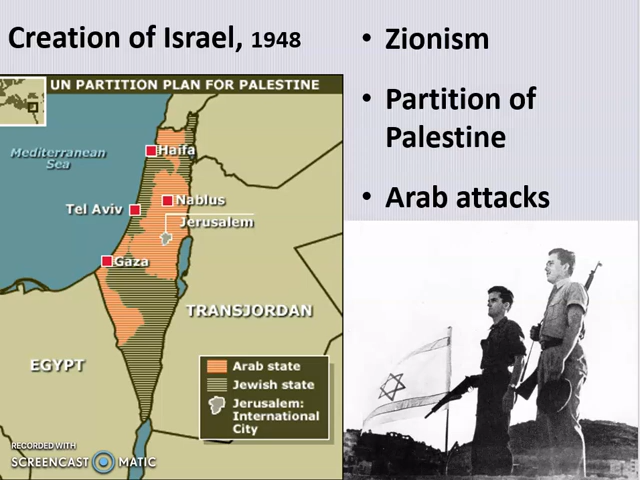 Creation of Israel, 1948
UN PARTITION PLAN FOR PALESTINE
Mediterranean
Sea
Haifa
Nablus
Tel Aviv
Jerusalem
Gaza
TRANSJORDAN
EGYPT
Arab state
Jewish state
Jerusalem:
International
City
RECORDED WITH
SCREENCAST MATIC
• Zionism
• Partition of
Palestine
• Arab attacks